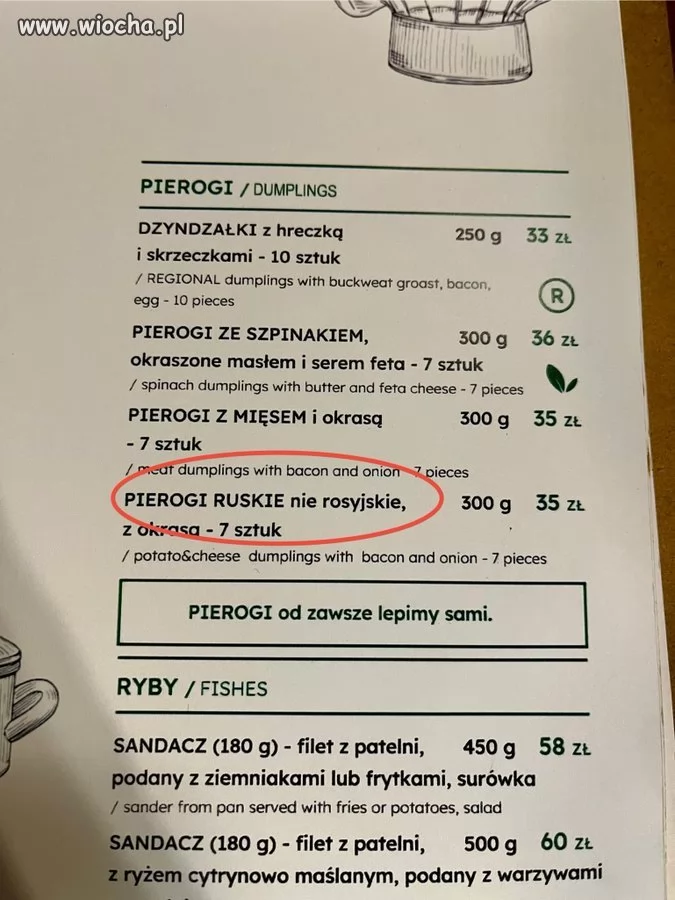 www.wiocha.pl
PIEROGI / DUMPLINGS
DZYNDZAŁKI z hreczką 250 g 33 ZŁ
i skrzeczkami - 10 sztuk
/ REGIONAL dumplings with buckweat groast, bacon,
egg - 10 pieces
R
PIEROGI ZE SZPINAKIEM, 300 g 36 ZŁ
okraszone masłem i serem feta - 7 sztuk
/ spinach dumplings with butter and feta cheese - 7 pieces
PIEROGI Z MIĘSEM i okrasą 300 g 35 ZŁ
- 7 sztuk
/ meat dumplings with bacon and onion - 7 pieces
PIEROGI RUSKIE nie rosyjskie, 300 g 35 ZŁ
z okrasą - 7 sztuk
/ potato&cheese dumplings with bacon and onion - 7 pieces
PIEROGI od zawsze lepimy sami.
RYBY / FISHES
SANDACZ (180 g) - filet z patelni, 450 g 58 ZŁ
podany z ziemniakami lub frytkami, surówka
/ sander from pan served with fries or potatoes, salad
SANDACZ (180 g) - filet z patelni, 500 g 60 ZŁ
z ryżem cytrynowo maślanym, podany z warzywami